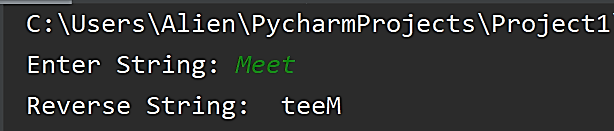 C:\Users\Alien\PycharmProjects\Project1
Enter String: Meet
Reverse String:  teeM